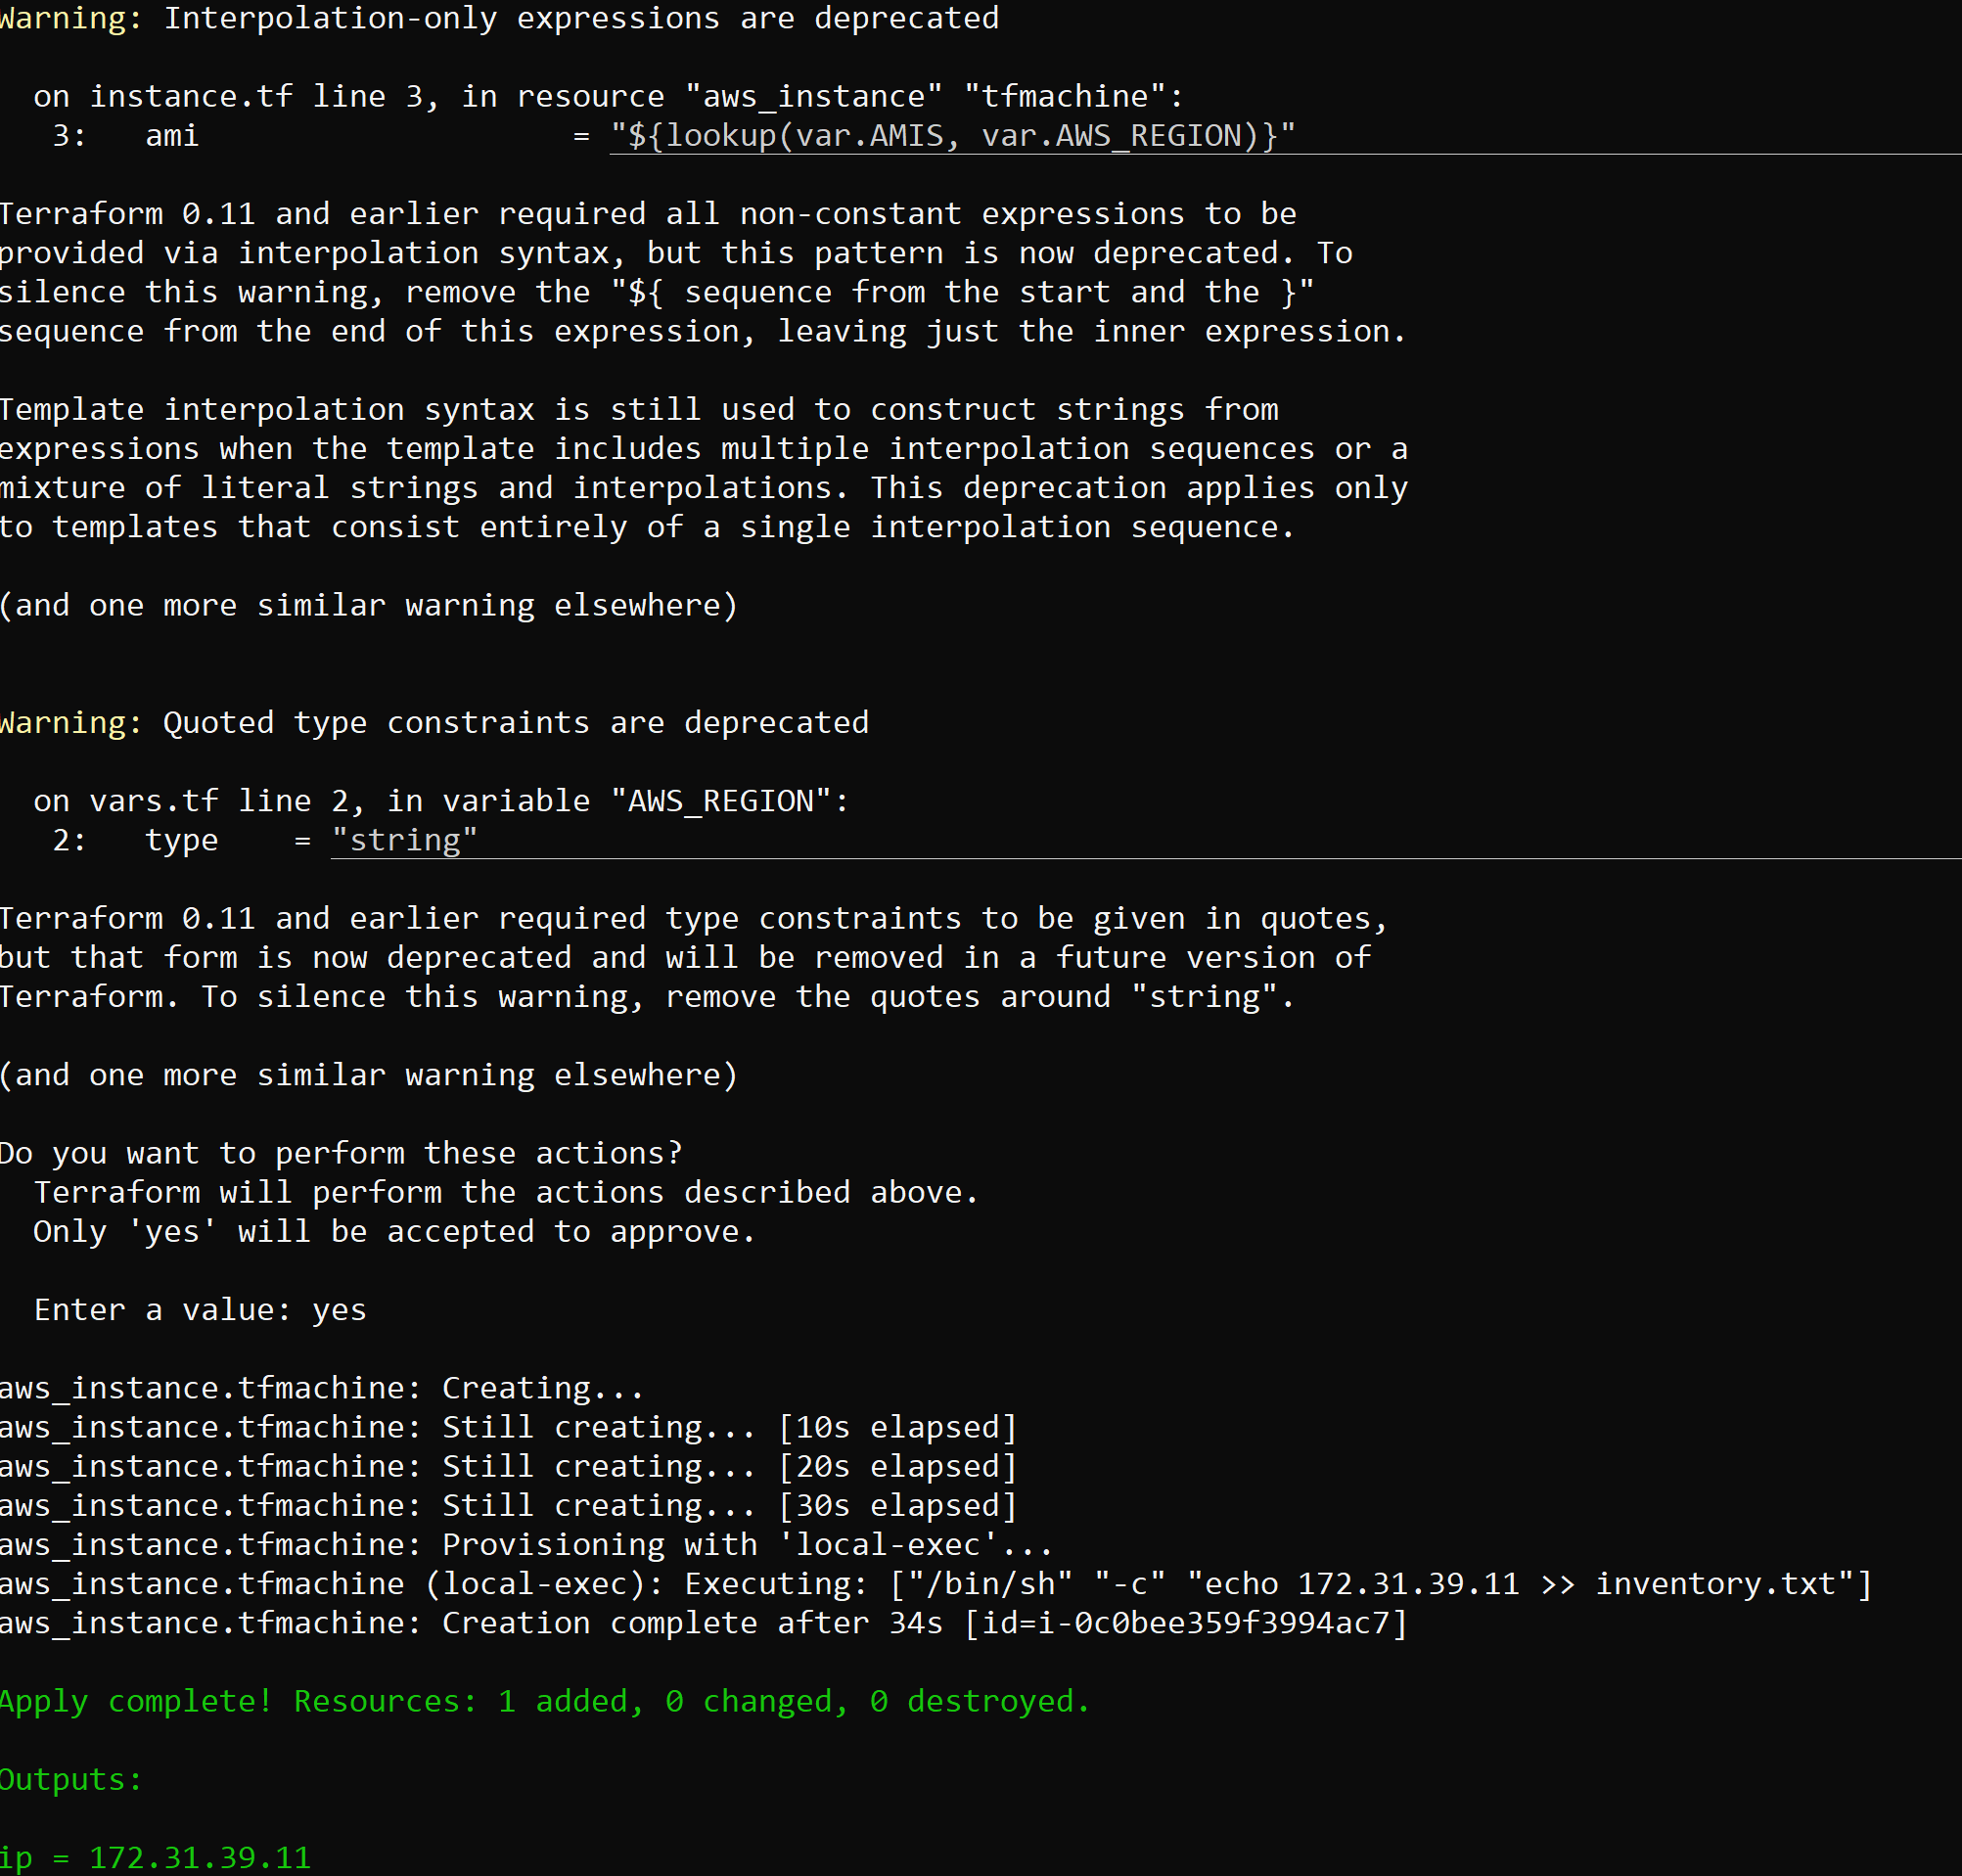 Warning: Interpolation-only expressions are deprecated
on instance.tf line 3, in resource "aws_instance" "tfmachine":
3: ami = "${lookup(var.AMIS, var.AWS_REGION)}"
Terraform 0.11 and earlier required all non-constant expressions to be
provided via interpolation syntax, but this pattern is now deprecated. To
silence this warning, remove the "${ sequence from the start and the }"
sequence from the end of this expression, leaving just the inner expression.
Template interpolation syntax is still used to construct strings from
expressions when the template includes multiple interpolation sequences or a
mixture of literal strings and interpolations. This deprecation applies only
to templates that consist entirely of a single interpolation sequence.
(and one more similar warning elsewhere)
Warning: Quoted type constraints are deprecated
on vars.tf line 2, in variable "AWS_REGION":
2: type = "string"
Terraform 0.11 and earlier required type constraints to be given in quotes,
but that form is now deprecated and will be removed in a future version of
Terraform. To silence this warning, remove the quotes around "string".
(and one more similar warning elsewhere)
Do you want to perform these actions?
Terraform will perform the actions described above.
Only 'yes' will be accepted to approve.
Enter a value: yes
aws_instance.tfmachine: Creating...
aws_instance.tfmachine: Still creating... [10s elapsed]
aws_instance.tfmachine: Still creating... [20s elapsed]
aws_instance.tfmachine: Still creating... [30s elapsed]
aws_instance.tfmachine: Provisioning with 'local-exec'...
aws_instance.tfmachine (local-exec): Executing: ["/bin/sh" "-c" "echo 172.31.39.11 >> inventory.txt"]
aws_instance.tfmachine: Creation complete after 34s [id=i-0c0bee359f3994ac7]
Apply complete! Resources: 1 added, 0 changed, 0 destroyed.
Outputs:
ip = 172.31.39.11